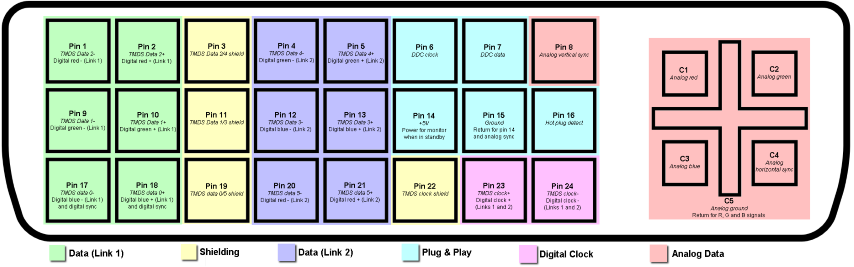 Pin 1
TMDS Data 2-
Digital red - (Link 1)
Pin 2
TMDS Data 2+
Digital red + (Link 1)
Pin 3
TMDS Data 2/4 shield
Pin 4
TMDS Data 4-
Digital green - (Link 2)
Pin 5
TMDS Data 4+
Digital green + (Link 2)
Pin 6
DDC clock
Pin 7
DDC data
Pin 8
Analog vertical sync
Pin 9
TMDS Data 1-
Digital green - (Link 1)
Pin 10
TMDS Data 1+
Digital green + (Link 1)
Pin 11
TMDS Data 1/3 shield
Pin 12
TMDS Data 3-
Digital blue - (Link 2)
Pin 13
TMDS Data 3+
Digital blue + (Link 2)
Pin 14
+5V
Power for monitor
when in standby
Pin 15
Ground
Return for pin 14
and analog sync
Pin 16
Hot plug detect
Pin 17
TMDS data 0-
Digital blue - (Link 1)
and digital sync
Pin 18
TMDS data 0+
Digital blue + (Link 1)
and digital sync
Pin 19
TMDS data 0/5 shield
Pin 20
TMDS data 5-
Digital red - (Link 2)
Pin 21
TMDS data 5+
Digital red + (Link 2)
Pin 22
TMDS clock shield
Pin 23
TMDS clock+
Digital clock +
(Links 1 and 2)
Pin 24
TMDS clock-
Digital clock -
(Links 1 and 2)
C1
Analog red
C2
Analog green
C3
Analog blue
C4
Analog
horizontal sync
C5
Analog ground
Return for R, G and B signals
Data (Link 1)
Shielding
Data (Link 2)
Plug & Play
Digital Clock
Analog Data